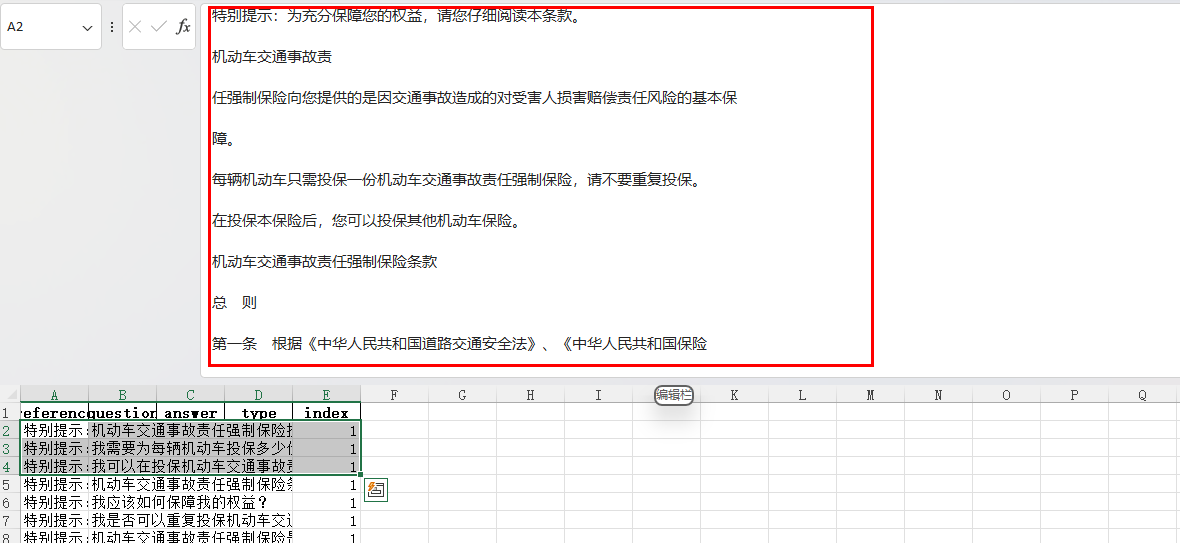 A2
fx
特别提示：为充分保障您的权益，请您仔细阅读本条款。
机动车交通事故责
任强制保险向您提供的是因交通事故造成的对受害人损害赔偿责任风险的基本保
障。
每辆机动车只需投保一份机动车交通事故责任强制保险，请不要重复投保。
在投保本保险后，您可以投保其他机动车保险。
机动车交通事故责任强制保险条款
总 则
第一条 根据《中华人民共和国道路交通安全法》、《中华人民共和国保险
编辑栏
A B C D E F G H I K L M N O P Q
1 eferenc question answer type index
2 特别提示： 机动车交通事故责任强制保险 1
3 特别提示： 我需要为每辆机动车投保多少 1
4 特别提示： 我可以在投保机动车交通事故 1
5 特别提示： 机动车交通事故责任强制保险 1
6 特别提示： 我应该如何保障我的权益？ 1
7 特别提示： 我是否可以重复投保机动车交 1
8 特别提示： 机动车交通事故责任强制保险 1